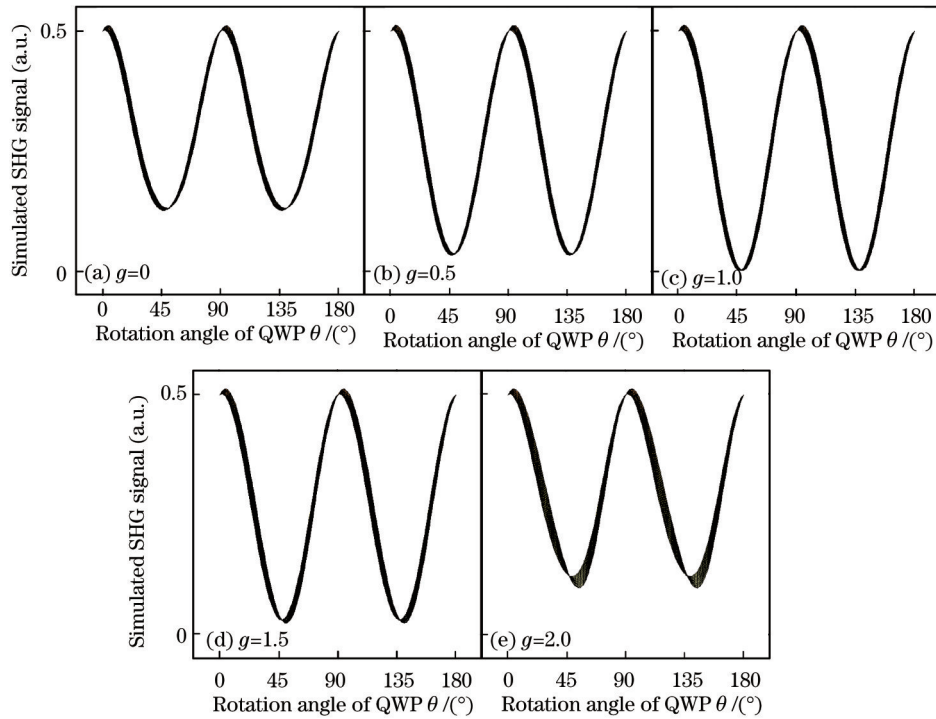 Simulated SHG signal (a.u.)
0.5
0
(a) g=0
(b) g=0.5
(c) g=1.0
0 45 90 135 180
0 45 90 135 180
0 45 90 135 180
Rotation angle of QWP θ /(°)
Rotation angle of QWP θ /(°)
Rotation angle of QWP θ /(°)
Simulated SHG signal (a.u.)
0.5
0
(d) g=1.5
(e) g=2.0
0 45 90 135 180
0 45 90 135 180
Rotation angle of QWP θ /(°)
Rotation angle of QWP θ /(°)